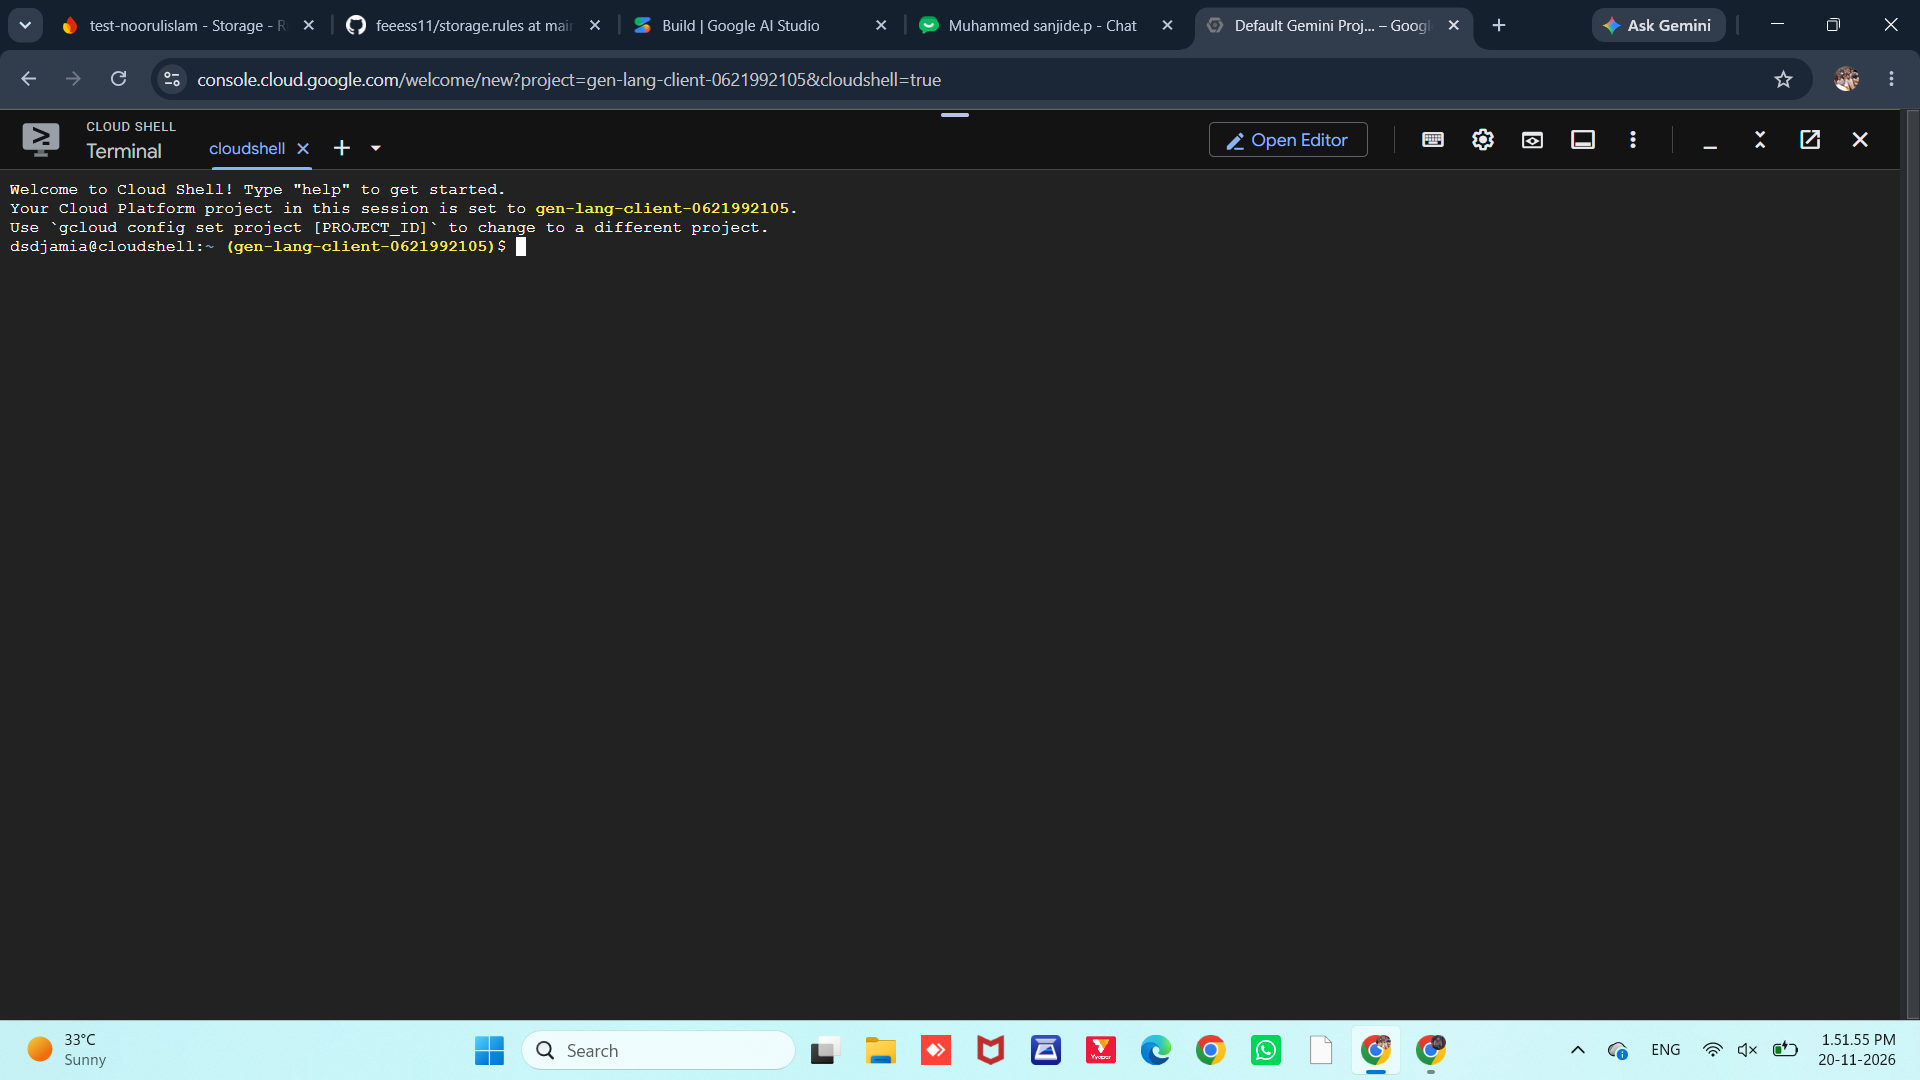 test-noorulislam - Storage - R
feeess11/storage.rules at mai
Build | Google AI Studio
Muhammed sanjide.p - Chat
Default Gemini Proj... – Googl
Ask Gemini
console.cloud.google.com/welcome/new?project=gen-lang-client-0621992105&cloudshell=true
CLOUD SHELL
Terminal
cloudshell
Open Editor
Welcome to Cloud Shell! Type "help" to get started.
Your Cloud Platform project in this session is set to gen-lang-client-0621992105.
Use `gcloud config set project [PROJECT_ID]` to change to a different project.
dsdjamia@cloudshell:~ (gen-lang-client-0621992105)$
33°C
Sunny
Search
Vyapar
ENG
1.51.55 PM
20-11-2026